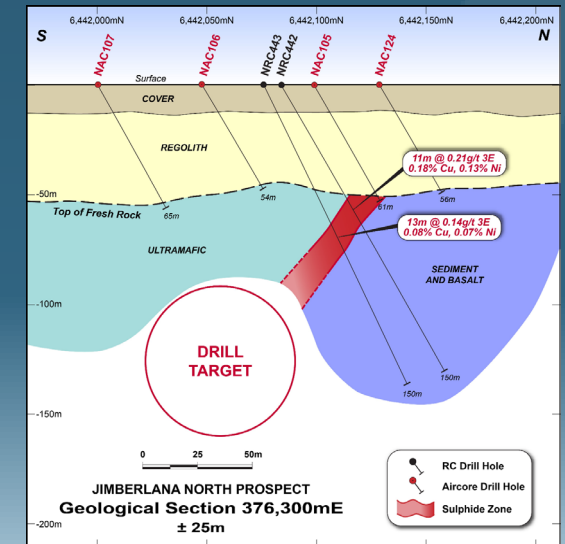 6,442,000mN 6,442,050mN 6,442,100mN 6,442,150mN 6,442,200mN
S
N
NAC107
NAC106
NRC443
NRC442
NAC105
NAC124
Surface
COVER
REGOLITH
11m @ 0.21g/t 3E
0.18% Cu, 0.13% Ni
-50m
65m
54m
61m
56m
Top of Fresh Rock
13m @ 0.14g/t 3E
0.08% Cu, 0.07% Ni
ULTRAMAFIC
SEDIMENT
AND BASALT
-100m
DRILL
TARGET
150m
150m
-150m
0 25 50m
JIMBERLANA NORTH PROSPECT
Geological Section 376,300mE
± 25m
RC Drill Hole
Aircore Drill Hole
Sulphide Zone
-200m